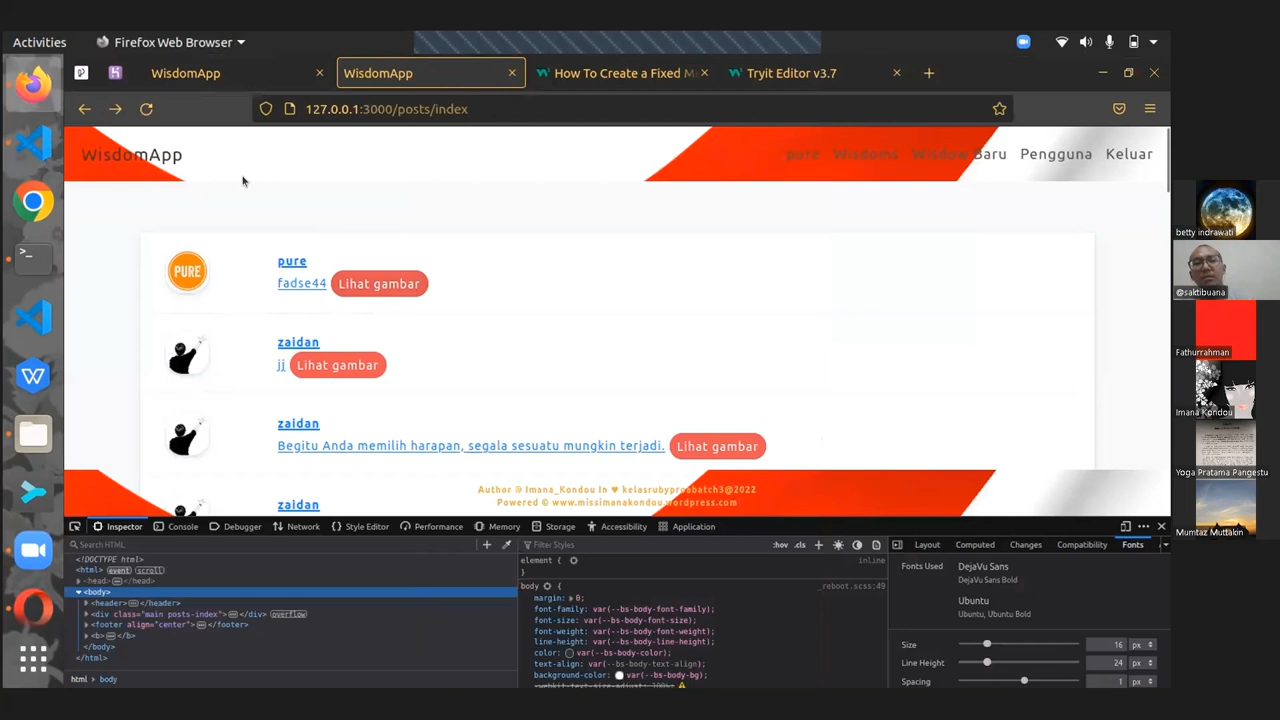 Activities
Firefox Web Browser
WisdomApp
WisdomApp
How To Create a Fixed M
Tryit Editor v3.7
127.0.0.1:3000/posts/index
WisdomApp
pure Wisdoms Wisdow Baru Pengguna Keluar
PURE
pure
fadse44 Lihat gambar
zaidan
jj Lihat gambar
zaidan
Begitu Anda memilih harapan, segala sesuatu mungkin terjadi. Lihat gambar
zaidan
Author @ Imana_Kondou In ♥ kelasrubyproabatch3@2022
Powered © www.missimanakondou.wordpress.com
Inspector Console Debugger Network Style Editor Performance Memory Storage Accessibility Application
Search HTML
<!DOCTYPE html>
<html> event scroll
<head> </head>
<body>
<header> </header>
<div class="main posts-index"> </div> overflow
<footer align="center"> </footer>
<b> </b>
</body>
</html>
html > body
Filter Styles
:hov .cls
element { inline
}
body { _reboot.scss:49
margin: 0;
font-family: var(--bs-body-font-family);
font-size: var(--bs-body-font-size);
font-weight: var(--bs-body-font-weight);
line-height: var(--bs-body-line-height);
color: var(--bs-body-color);
text-align: var(--bs-body-text-align);
background-color: var(--bs-body-bg);
-webkit-text-size-adjust: 100%;
Layout Computed Changes Compatibility Fonts
Fonts Used DejaVu Sans
DejaVu Sans Bold
Ubuntu
Ubuntu, Ubuntu Bold
Size 16 px
Line Height 24 px
Spacing 1 px
betty indrawati
@saktibuana
Fathurrahman
Imana Kondou
Yoga Pratama Pangestu
Mumtaz Muttakin